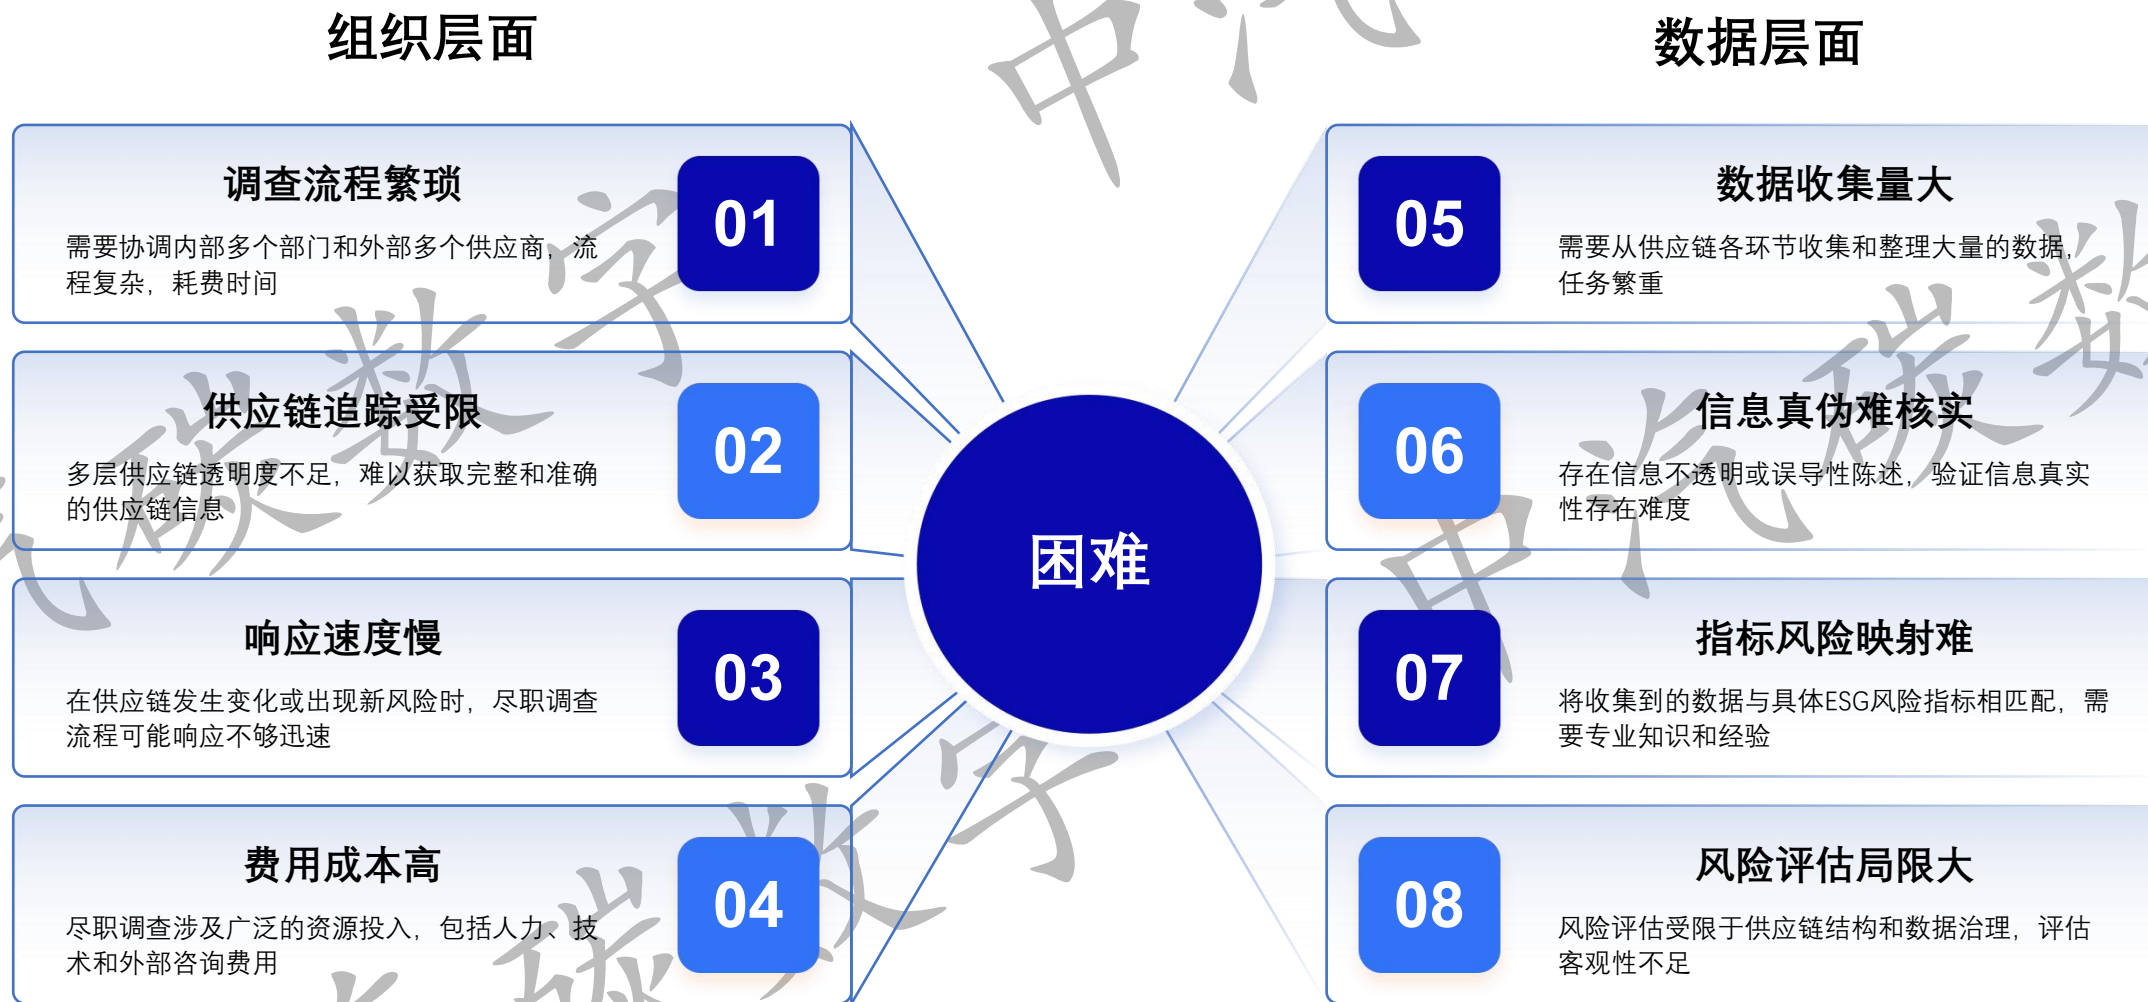 组织层面
调查流程繁琐
需要协调内部多个部门和外部多个供应商，流
程复杂，耗费时间
01
供应链追踪受限
多层供应链透明度不足，难以获取完整和准确
的供应链信息
02
响应速度慢
在供应链发生变化或出现新风险时，尽职调查
流程可能响应不够迅速
03
费用成本高
尽职调查涉及广泛的资源投入，包括人力、技
术和外部咨询费用
04
困难
数据层面
05
数据收集量大
需要从供应链各环节收集和整理大量的数据，
任务繁重
06
信息真伪难核实
存在信息不透明或误导性陈述，验证信息真实
性存在难度
07
指标风险映射难
将收集到的数据与具体ESG风险指标相匹配，需
要专业知识和经验
08
风险评估局限大
风险评估受限于供应链结构和数据治理，评估
客观性不足
中汽
汽碳数字
中汽碳数
碳数字